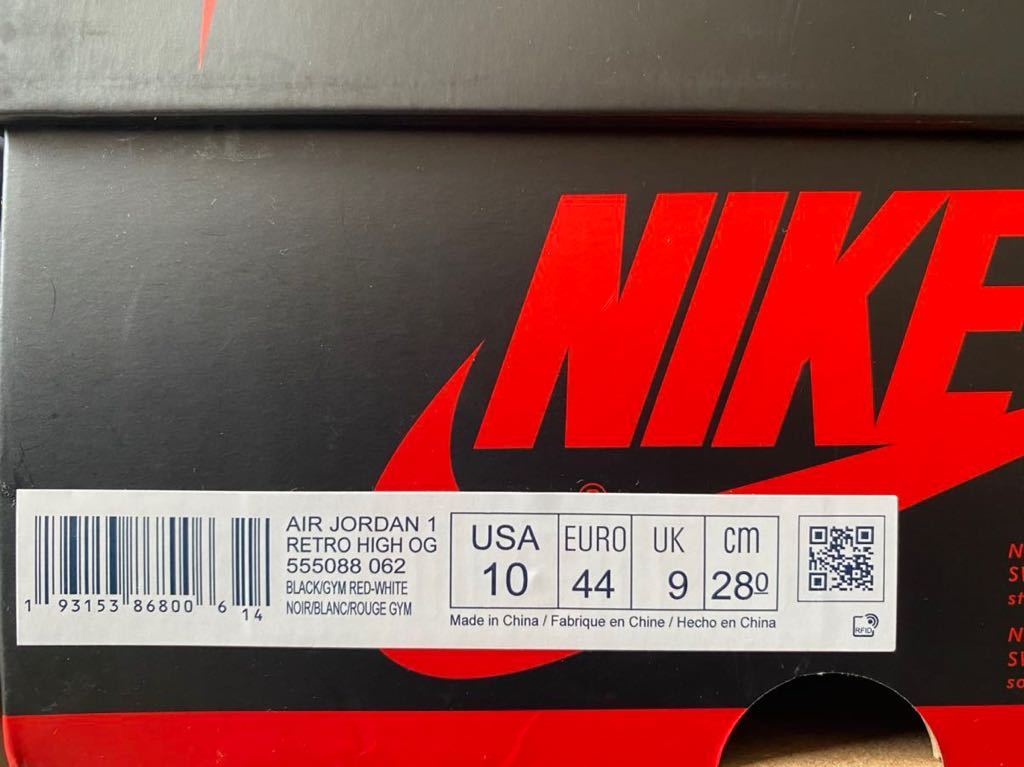 NIKE
®
AIR JORDAN 1
RETRO HIGH OG
555088 062
BLACK/GYM RED-WHITE
NOIR/BLANC/ROUGE GYM
1 93153 86800 6 14
USA EURO UK cm
10 44 9 280
Made in China / Fabrique en Chine / Hecho en China
RFID